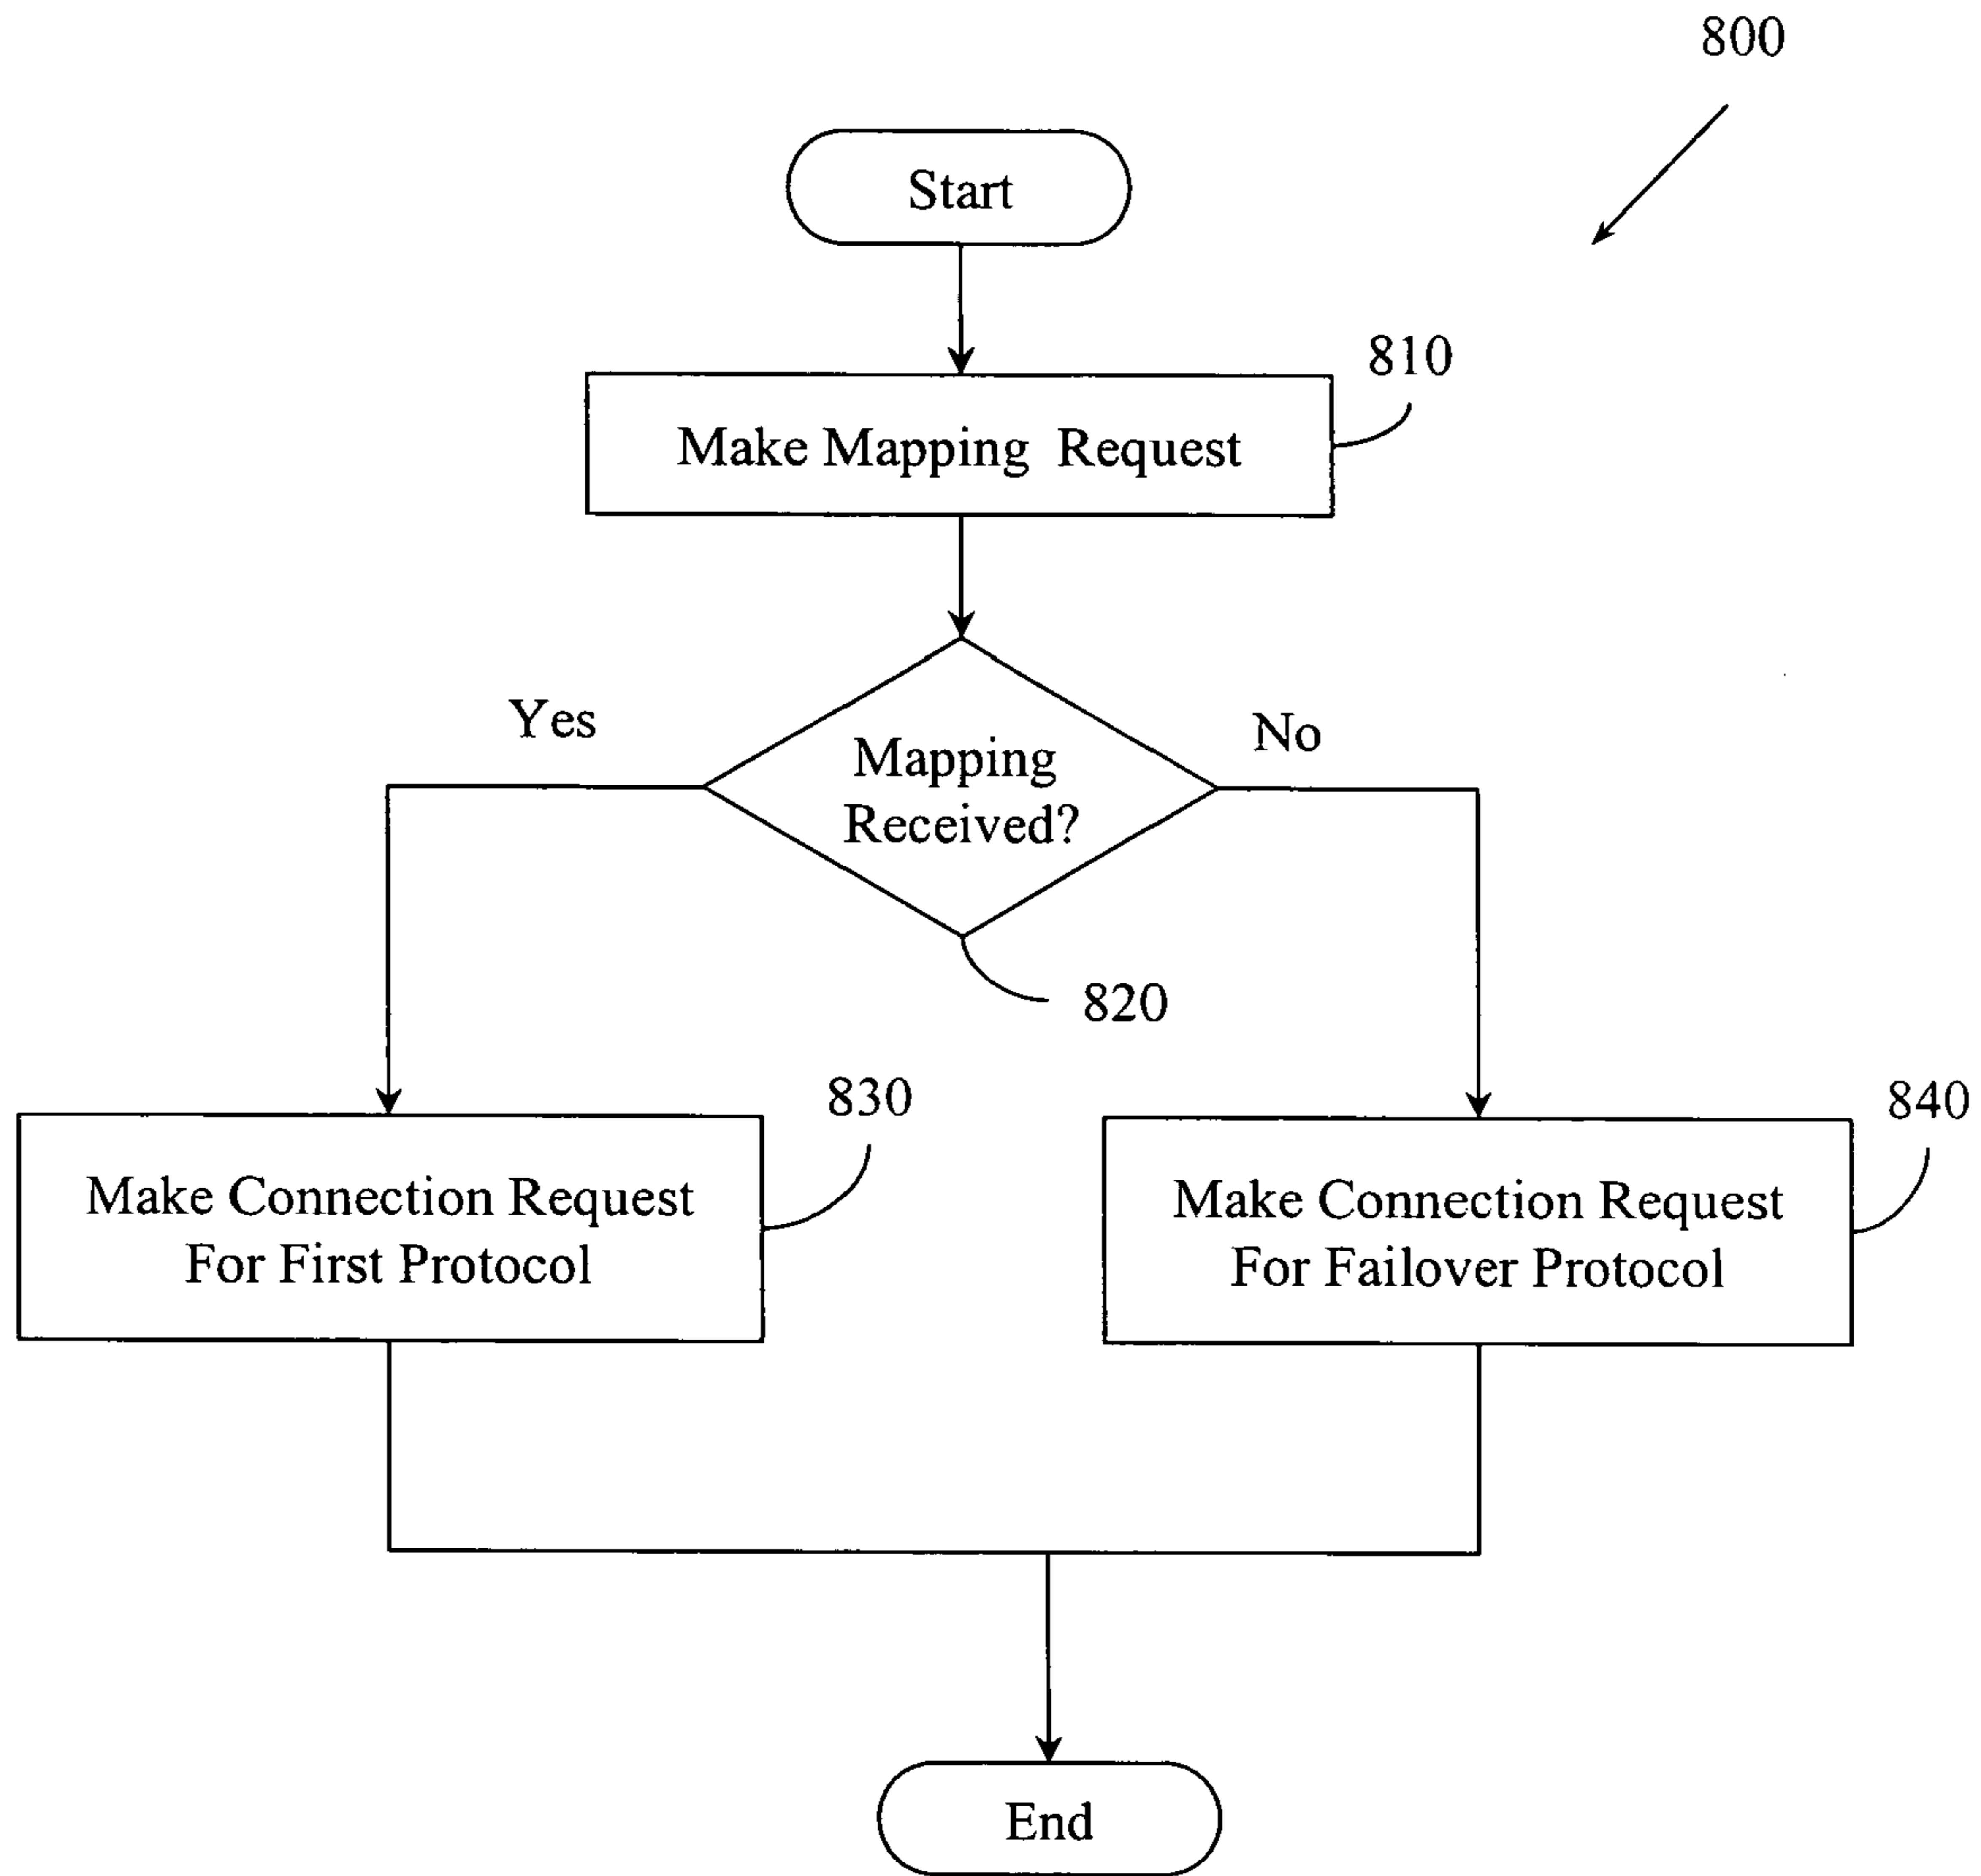 800
Start
810
Make Mapping Request
Yes
No
Mapping
Received?
820
830
840
Make Connection Request
For First Protocol
Make Connection Request
For Failover Protocol
End